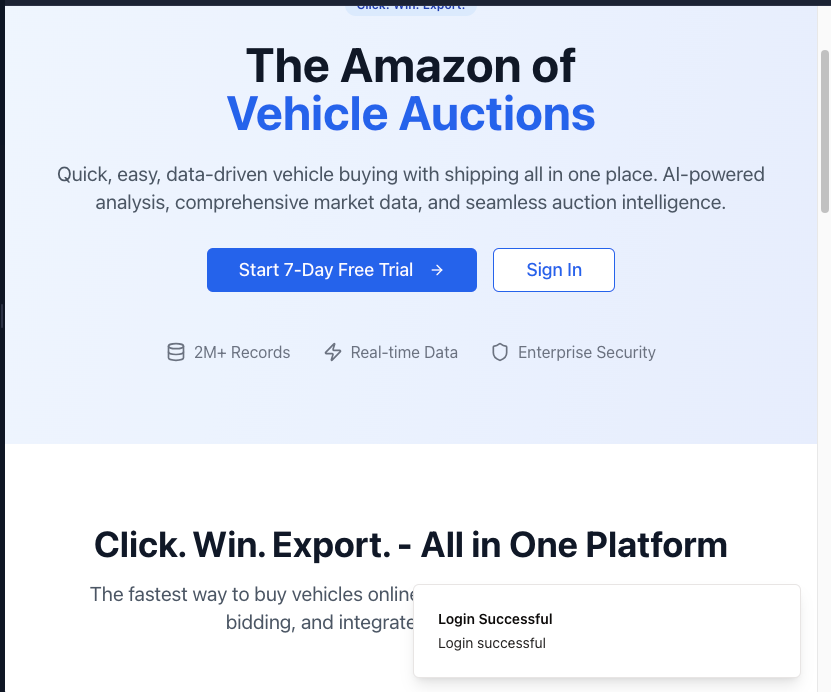 Click. Win. Export.
The Amazon of
Vehicle Auctions
Quick, easy, data-driven vehicle buying with shipping all in one place. AI-powered
analysis, comprehensive market data, and seamless auction intelligence.
Start 7-Day Free Trial →
Sign In
2M+ Records
Real-time Data
Enterprise Security
Click. Win. Export. - All in One Platform
The fastest way to buy vehicles online
bidding, and integrate
Login Successful
Login successful